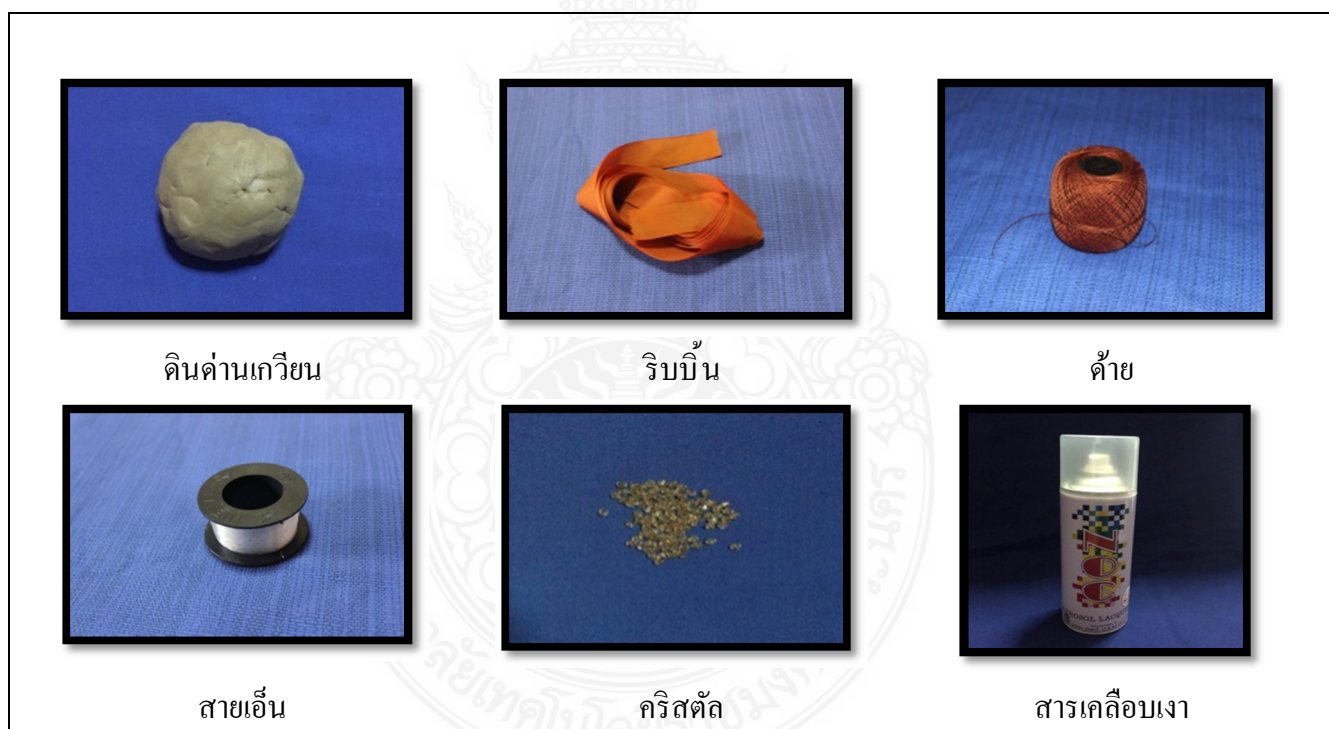 ดินด่านเกวียน
ริบบิ้น
ด้าย
สายเอ็น
คริสตัล
สารเคลือบเงา